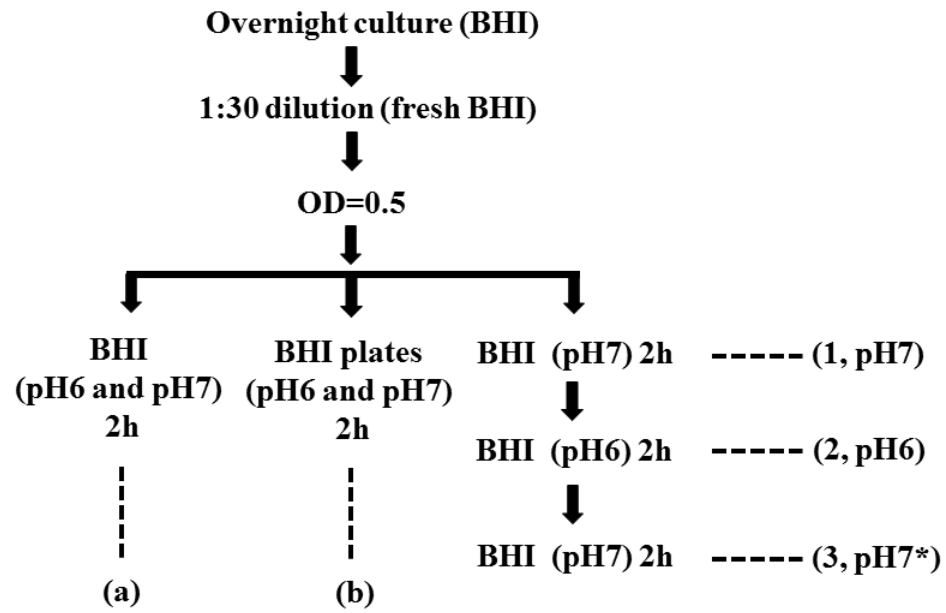 Overnight culture (BHI)
1:30 dilution (fresh BHI)
OD=0.5
BHI
(pH6 and pH7)
2h
(a)
BHI plates
(pH6 and pH7)
2h
(b)
BHI (pH7) 2h
(1, pH7)
BHI (pH6) 2h
(2, pH6)
BHI (pH7) 2h
(3, pH7*)